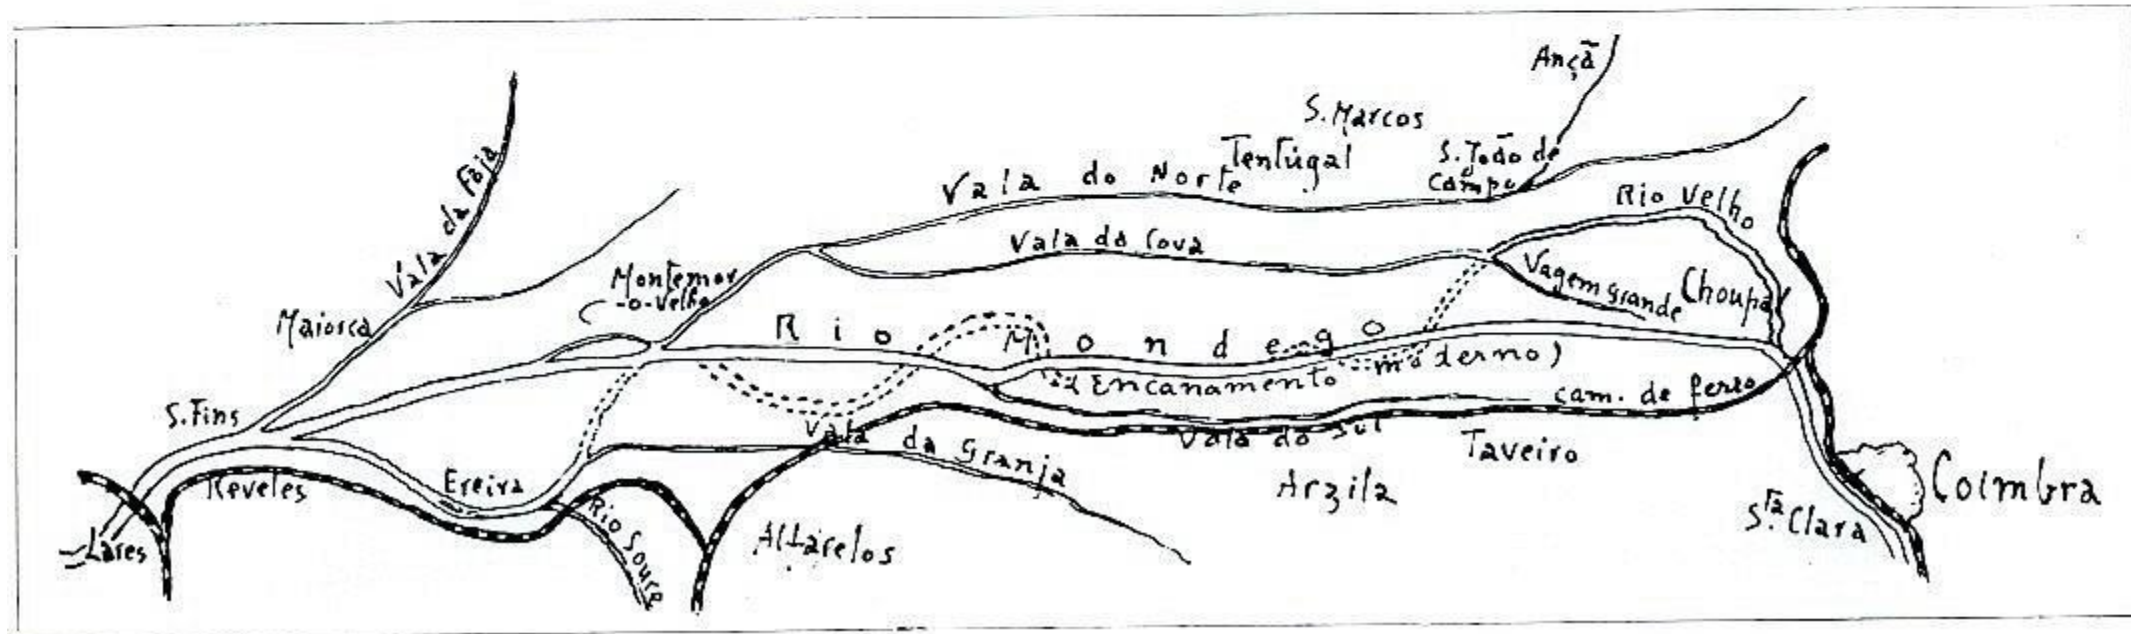 Ançã
S. Marcos
Tentúgal
S. João de
Campo
Vala do Norte
Rio Velho
Vala da Fôja
Vala da Cova
Montemor
-o-Velho
Vagem grande
Choupal
Maiorca
Rio Mondego
(Encanamento moderno)
cam. de ferro
S. Fins
Vala do Sul
Vala da Granja
Taveiro
Ereira
Reveles
Arzila
Coimbra
Rio Soure
Alfarelos
Sta. Clara
Lares